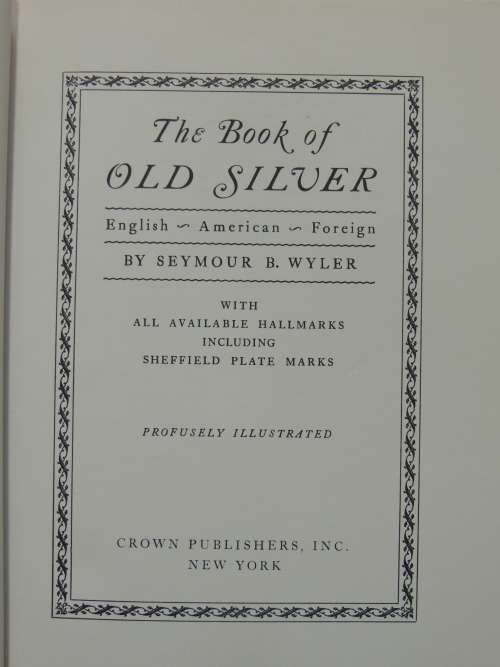 The Book of
OLD SILVER
English ~ American ~ Foreign
BY SEYMOUR B. WYLER
WITH
ALL AVAILABLE HALLMARKS
INCLUDING
SHEFFIELD PLATE MARKS
PROFUSELY ILLUSTRATED
CROWN PUBLISHERS, INC.
NEW YORK